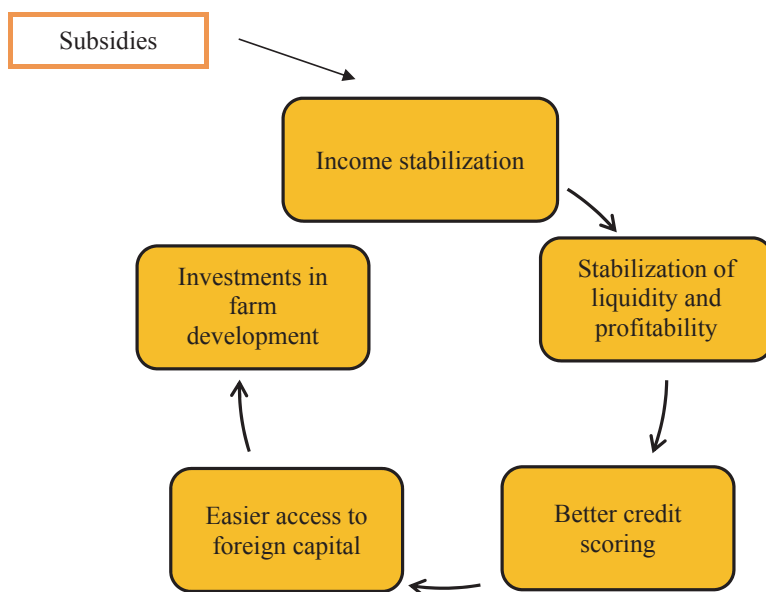 Subsidies
Income stabilization
Stabilization of
liquidity and
profitability
Better credit
scoring
Easier access to
foreign capital
Investments in
farm
development